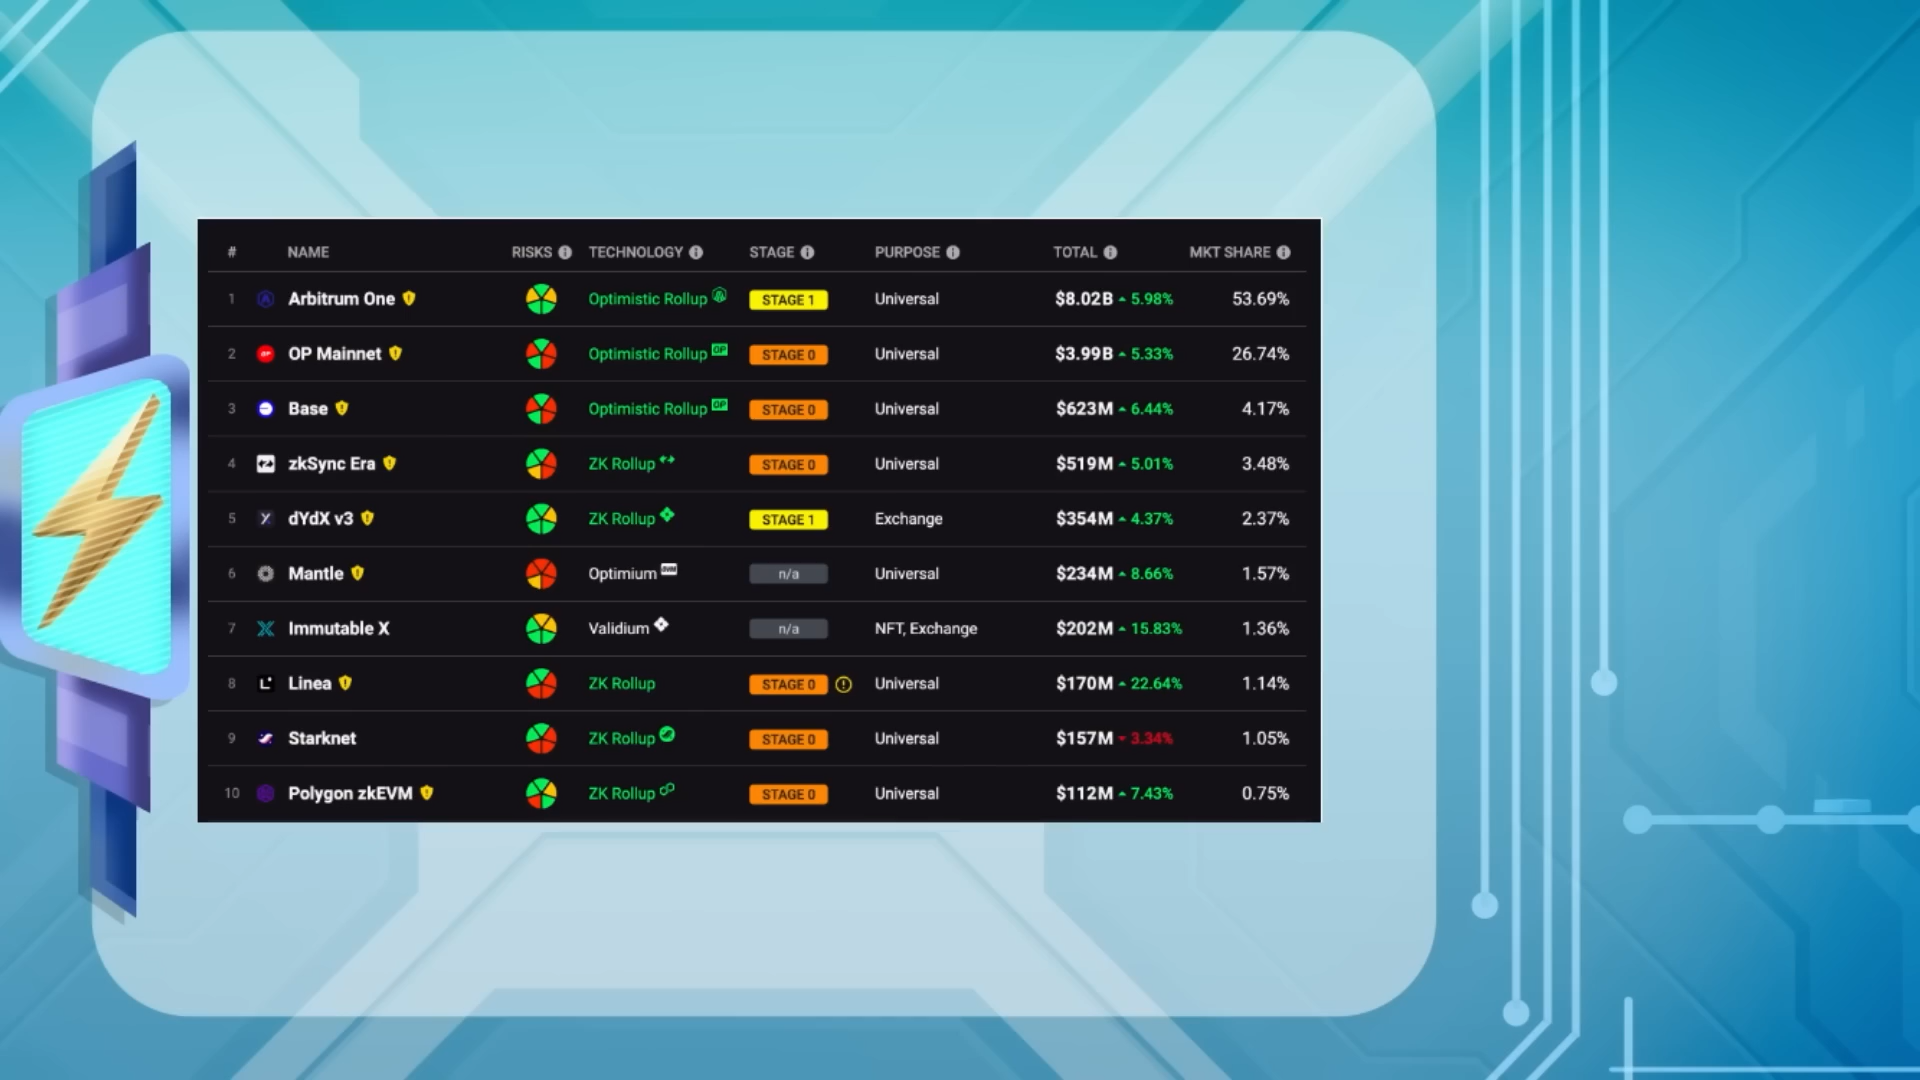 # NAME RISKS TECHNOLOGY STAGE PURPOSE TOTAL MKT SHARE
1 Arbitrum One Optimistic Rollup STAGE 1 Universal $8.02B 5.98% 53.69%
2 OP OP Mainnet Optimistic Rollup OP STAGE 0 Universal $3.99B 5.33% 26.74%
3 Base Optimistic Rollup OP STAGE 0 Universal $623M 6.44% 4.17%
4 zkSync Era ZK Rollup STAGE 0 Universal $519M 5.01% 3.48%
5 dYdX v3 ZK Rollup STAGE 1 Exchange $354M 4.37% 2.37%
6 Mantle Optimium n/a Universal $234M 8.66% 1.57%
7 Immutable X Validium n/a NFT, Exchange $202M 15.83% 1.36%
8 Linea ZK Rollup STAGE 0 Universal $170M 22.64% 1.14%
9 Starknet ZK Rollup STAGE 0 Universal $157M 3.34% 1.05%
10 Polygon zkEVM ZK Rollup STAGE 0 Universal $112M 7.43% 0.75%